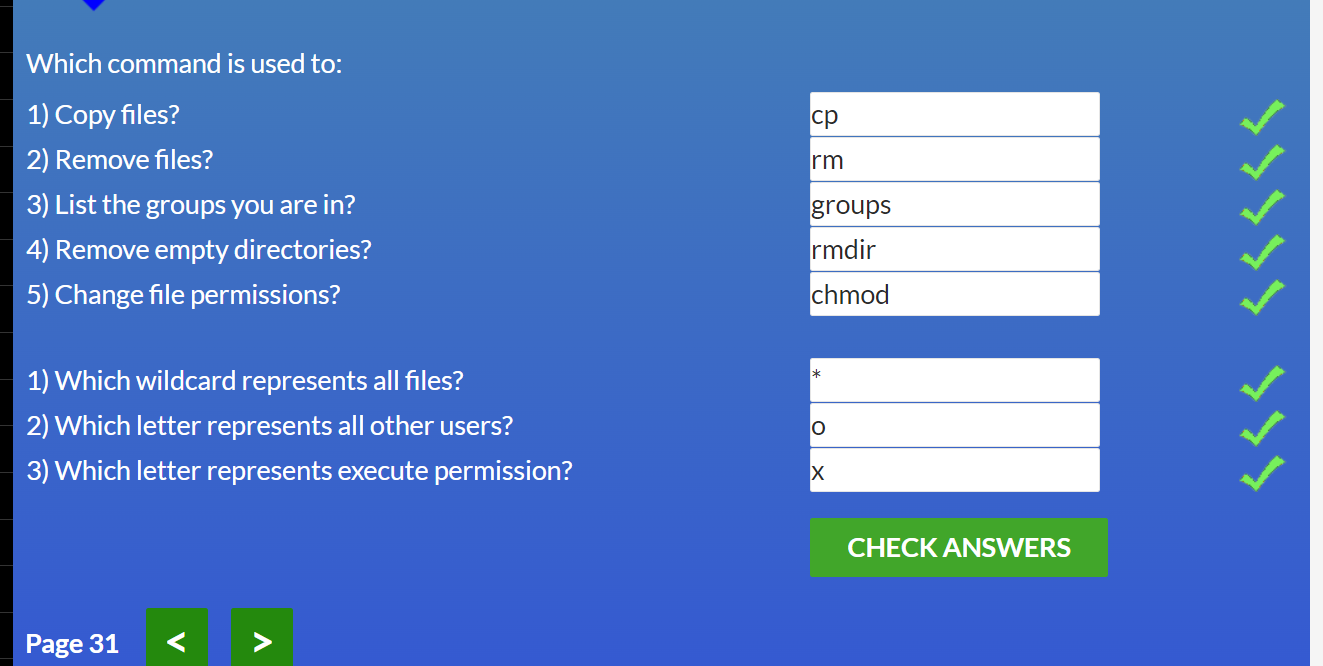 Which command is used to:
1) Copy files? cp
2) Remove files? rm
3) List the groups you are in? groups
4) Remove empty directories? rmdir
5) Change file permissions? chmod
1) Which wildcard represents all files? *
2) Which letter represents all other users? o
3) Which letter represents execute permission? x
CHECK ANSWERS
Page 31 < >